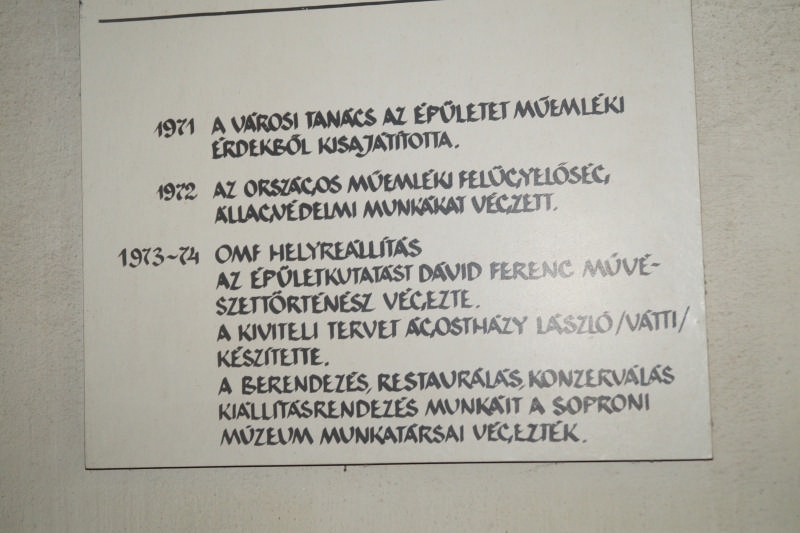 1971 A VÁROSI TANÁCS AZ ÉPÜLETET MŰEMLÉKI
ÉRDEKBŐL KISAJÁTÍTOTTA.
1972 AZ ORSZÁGOS MŰEMLÉKI FELÜGYELŐSÉG
ÁLLAGVÉDELMI MUNKÁKAT VÉGZETT.
1973~74 OMF HELYREÁLLÍTÁS
AZ ÉPÜLETKUTATÁST DÁVID FERENC MŰVÉ-
SZETTÖRTÉNÉSZ VÉGEZTE.
A KIVITELI TERVET ÁGOSTHÁZY LÁSZLÓ/VÁTTI/
KÉSZÍTETTE.
A BERENDEZÉS, RESTAURÁLÁS, KONZERVÁLÁS
KIÁLLÍTÁSRENDEZÉS MUNKÁIT A SOPRONI
MÚZEUM MUNKATÁRSAI VÉGEZTÉK.